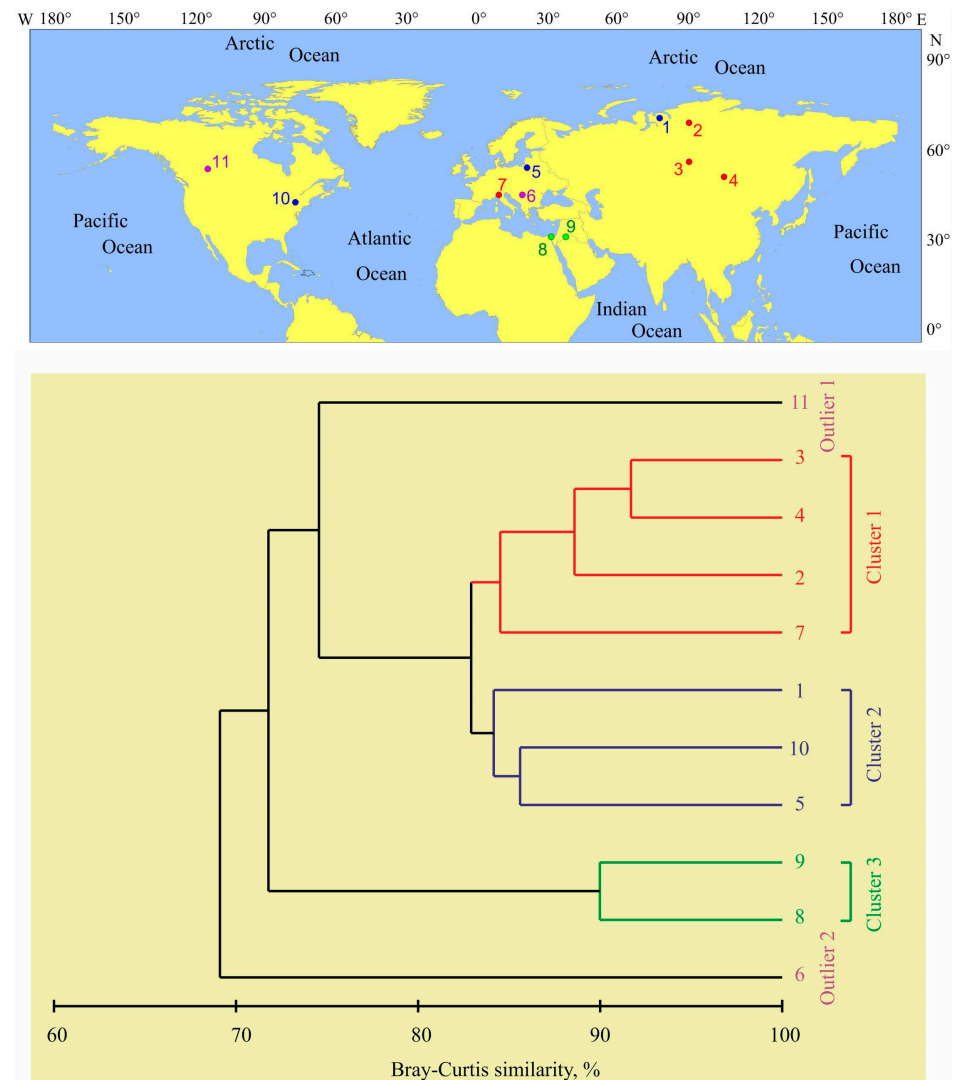 W 180° 150° 120° 90° 60° 30° 0° 30° 60° 90° 120° 150° 180° E
N
90°
60°
30°
0°
Arctic
Ocean
Arctic
Ocean
1
2
3
4
5
6
7
8
9
10
11
Pacific
Ocean
Atlantic
Ocean
Indian
Ocean
Pacific
Ocean
11
Outlier 1
3
4
2
7
Cluster 1
1
10
5
Cluster 2
9
8
Cluster 3
6
Outlier 2
60 70 80 90 100
Bray-Curtis similarity, %